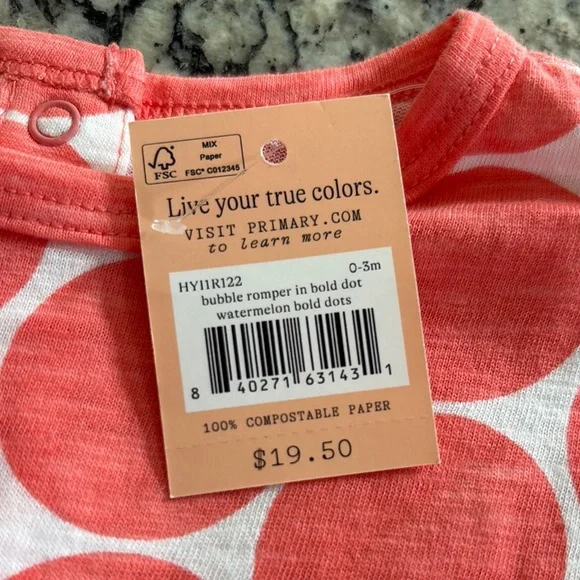 MIX
Paper
FSC
FSC® C012345
Live your true colors.
VISIT PRIMARY.COM
to learn more
HYI1R122 0-3m
bubble romper in bold dot
watermelon bold dots
8 40271 63143 1
100% COMPOSTABLE PAPER
$19.50